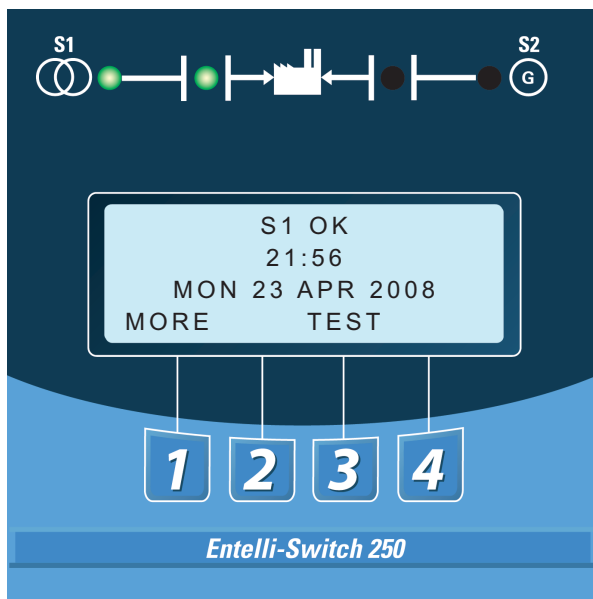 S1 S2
G
S1 OK
21:56
MON 23 APR 2008
MORE TEST
1 2 3 4
Entelli-Switch 250